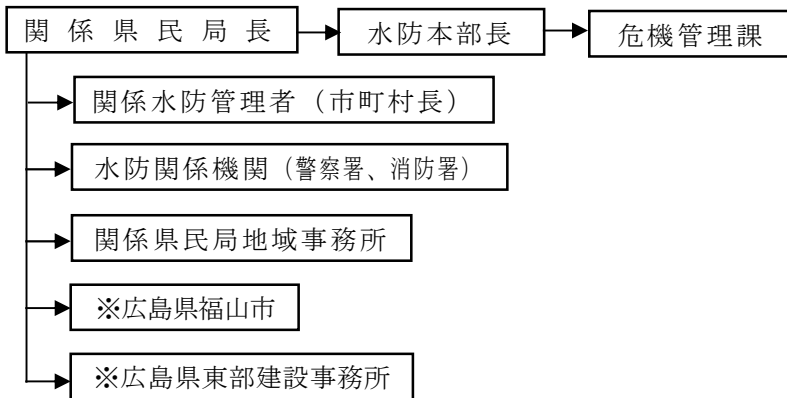 関係県民局長
水防本部長
危機管理課
関係水防管理者（市町村長）
水防関係機関（警察署、消防署）
関係県民局地域事務所
※広島県福山市
※広島県東部建設事務所